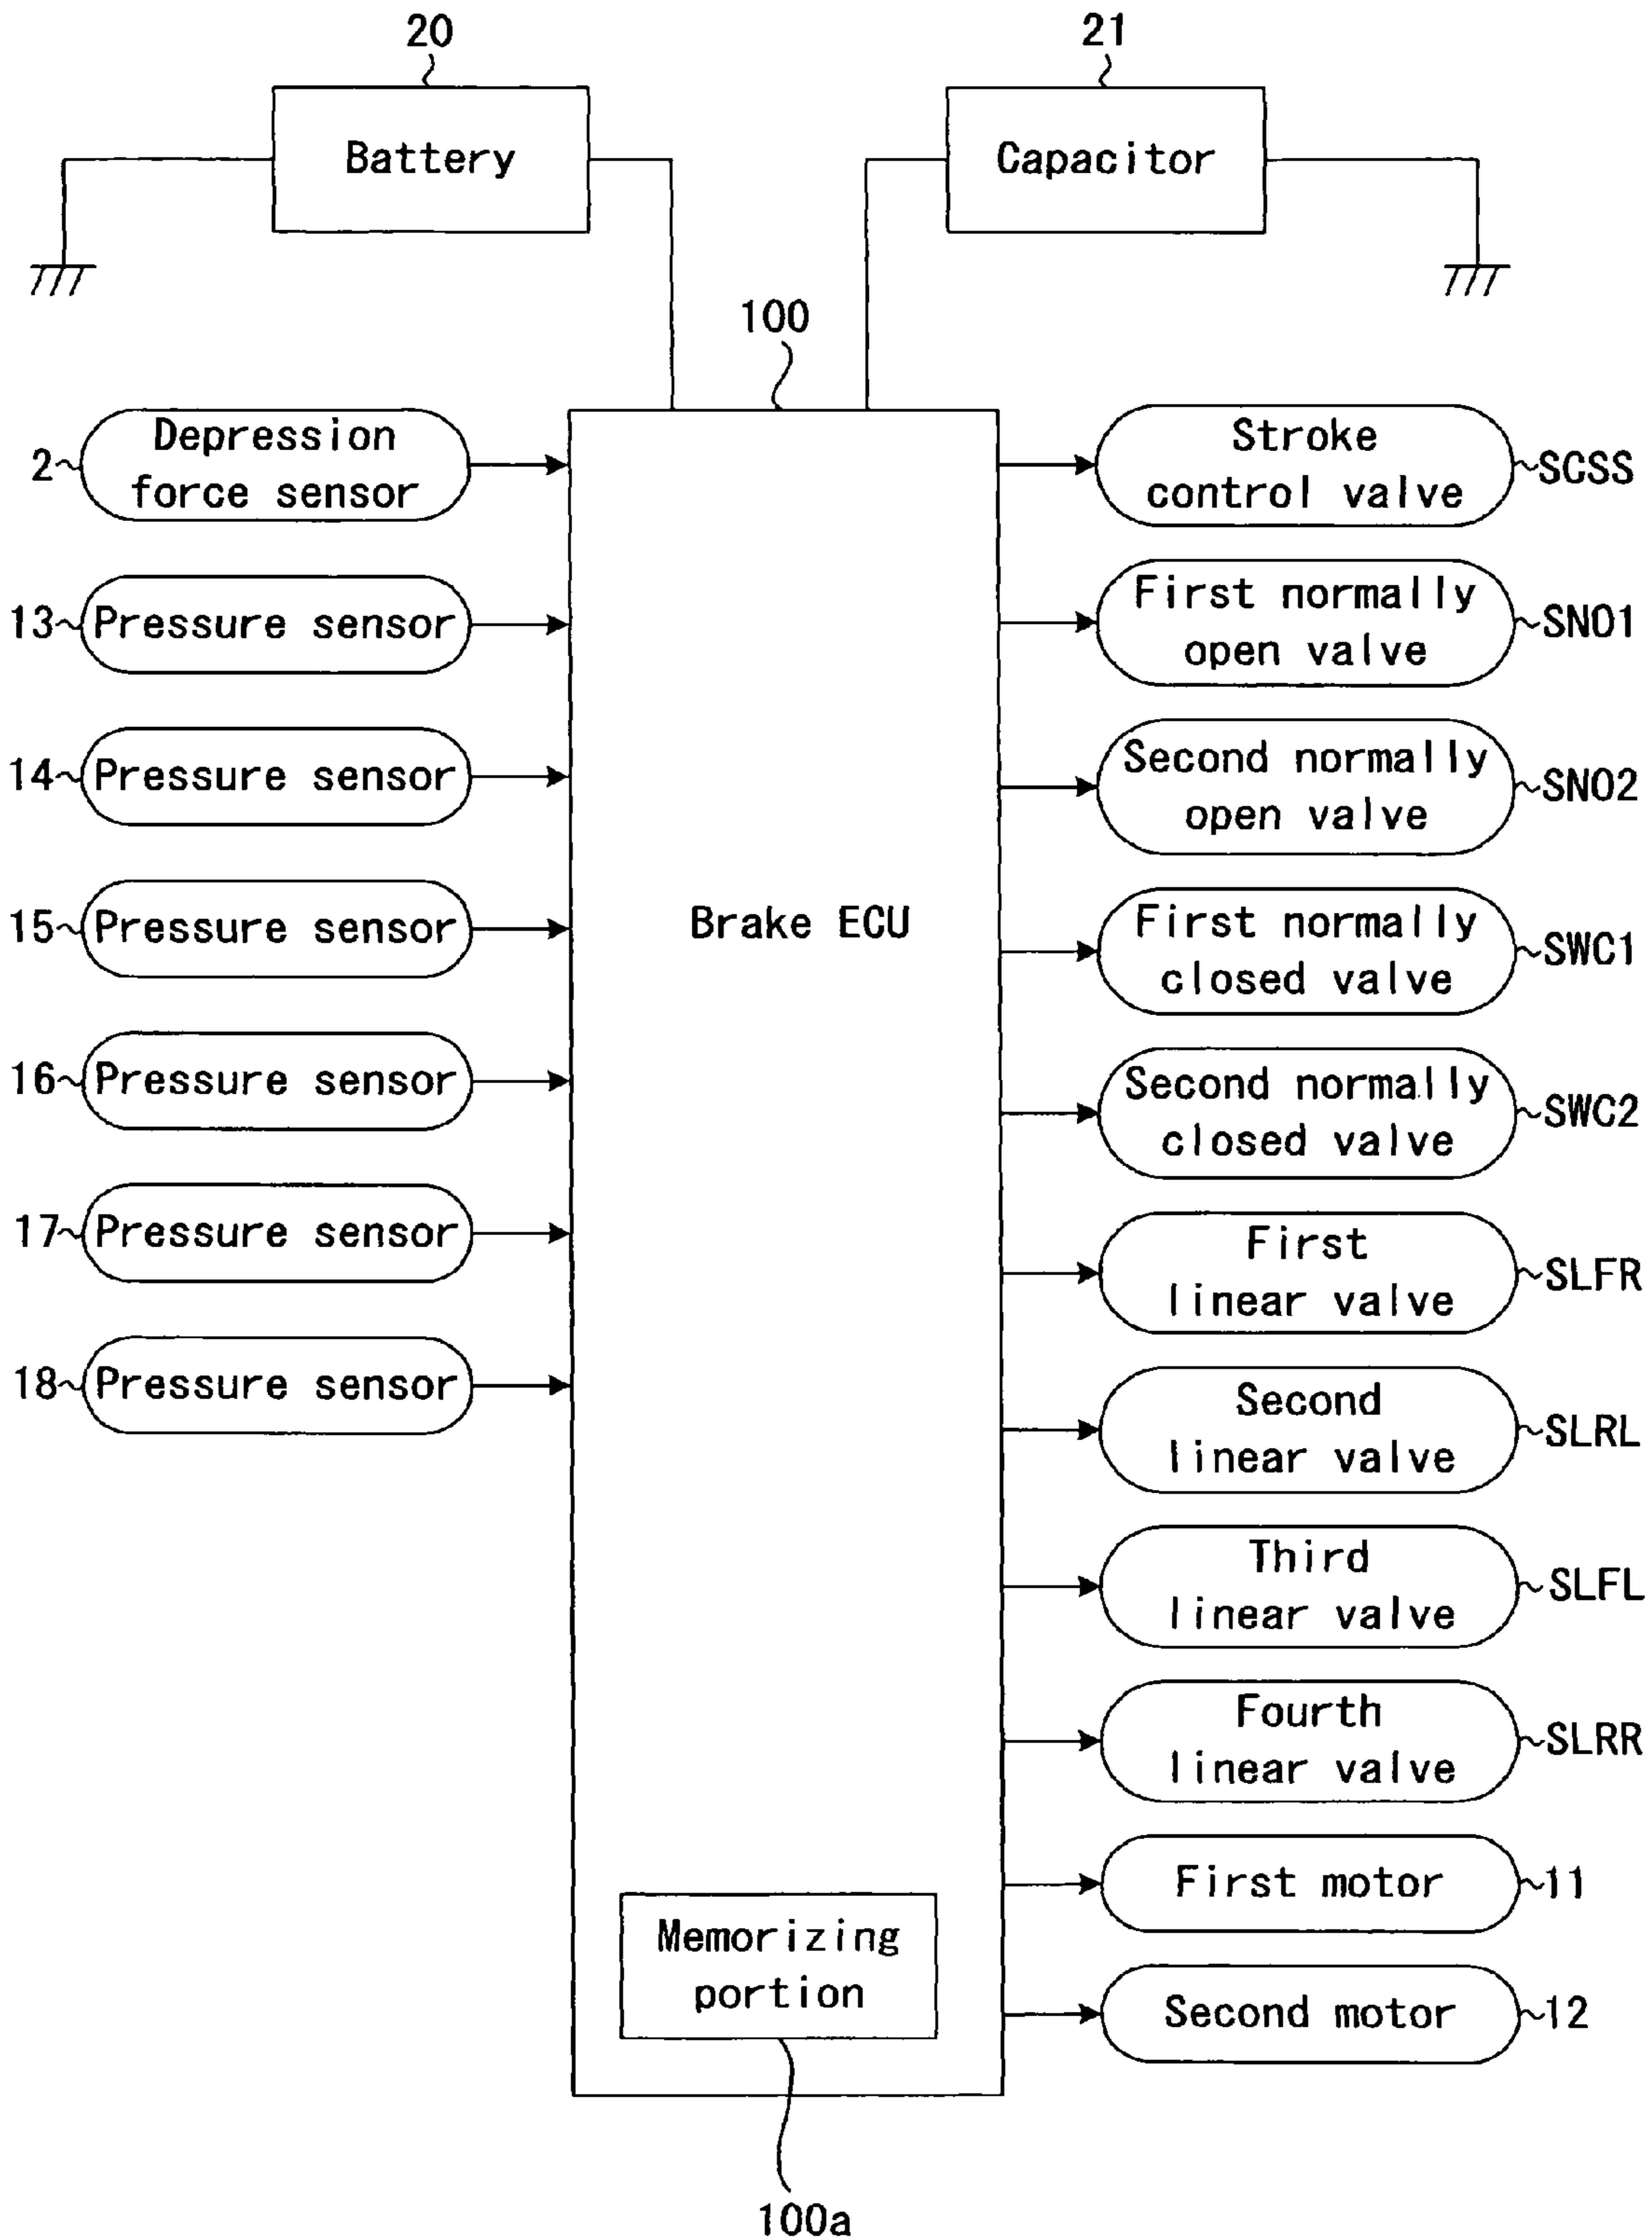 20
21
Battery
Capacitor
100
Depression
force sensor
2
Pressure sensor
13
Pressure sensor
14
Pressure sensor
15
Pressure sensor
16
Pressure sensor
17
Pressure sensor
18
Brake ECU
Memorizing
portion
100a
Stroke
control valve
SCSS
First normally
open valve
SNO1
Second normally
open valve
SNO2
First normally
closed valve
SWC1
Second normally
closed valve
SWC2
First
linear valve
SLFR
Second
linear valve
SLRL
Third
linear valve
SLFL
Fourth
linear valve
SLRR
First motor
11
Second motor
12